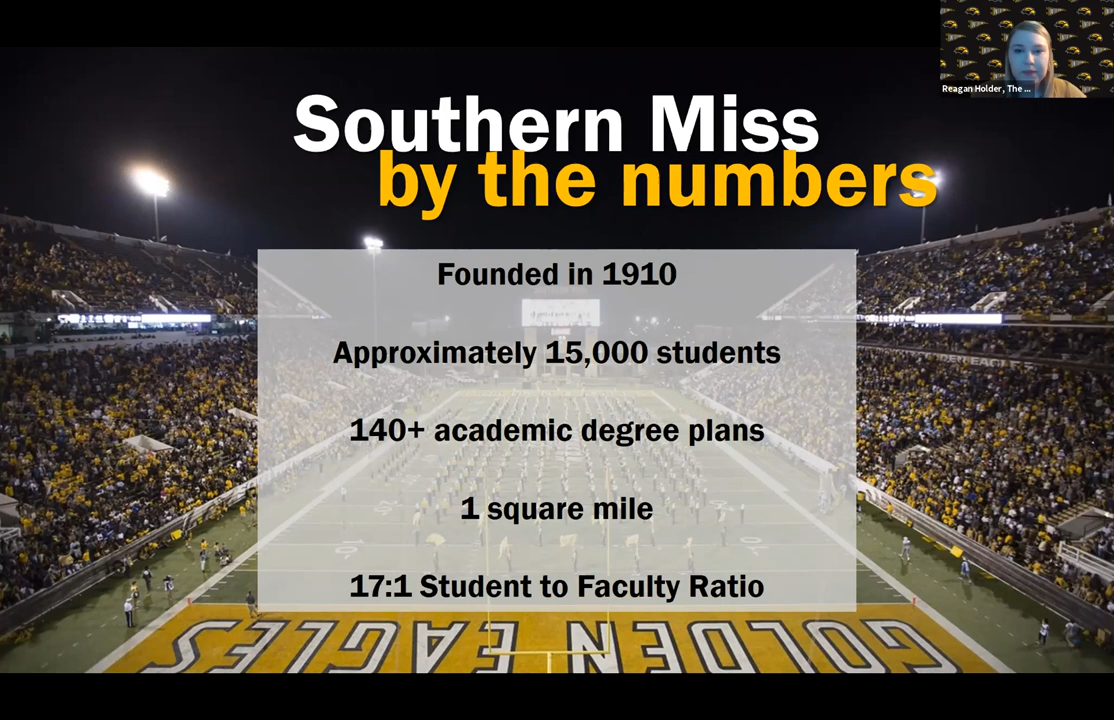 Reagan Holder, The ...
Southern Miss
by the numbers
Founded in 1910
Approximately 15,000 students
140+ academic degree plans
1 square mile
17:1 Student to Faculty Ratio
GOLDEN EAGLES